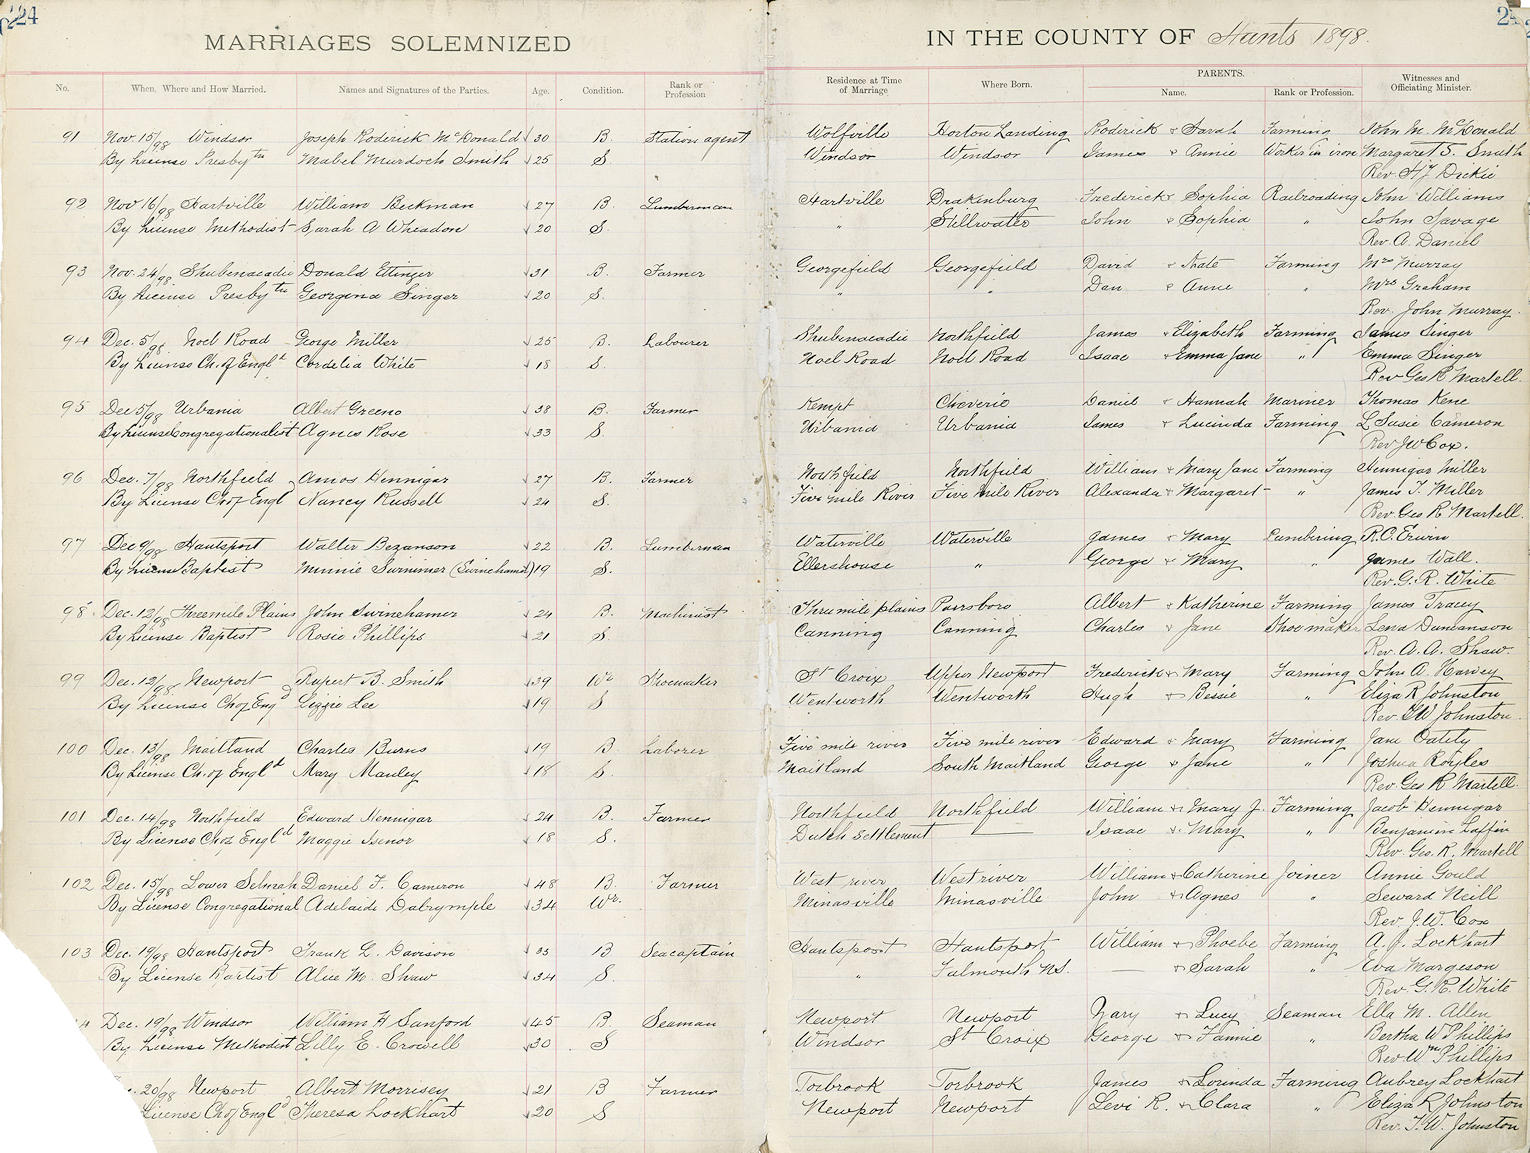 224
MARRIAGES SOLEMNIZED IN THE COUNTY OF Hants 1898.
No. When, Where and How Married. Names and Signatures of the Parties. Age. Condition. Rank or Profession Residence at Time of Marriage Where Born. PARENTS. Name. Rank or Profession. Witnesses and Officiating Minister.
91 Nov. 15/98 Windsor Joseph Roderick McDonald 30 B. Station agent Wolfville Horton Landing Roderick & Sarah Farming John M. McDonald
By License Presbytn Mabel Murdoch Smith 25 S. Windsor Windsor James & Annie Worker in iron Margaret S. Smith
Rev H J Dickie
92 Nov 16/98 Hartville William Beckman 27 B. Lumberman Hartville Drakenburg Frederick & Sophia Railroading John Williams
By License Methodist Sarah A Wheadon 20 S. " Stillwater John & Sophia " John Savage
Rev. A. Daniel
93 Nov. 24/98 Shubenacadie Donald Ettinger 31 B. Farmer Georgefield Georgefield David & Kate Farming Mrs Murray
By License Presbytn Georgina Singer 20 S. " " Dan & Annie " Mrs Graham
Rev. John Murray.
94 Dec. 5/98 Noel Road George Miller 25 B. Labourer Shubenacadie Northfield James & Elizabeth Farming James Singer
By License Ch. of Engld Cordelia White 18 S. Noel Road Noel Road Isaac & Emma Jane " Emma Singer
Rev Geo R Martell.
95 Dec 5/98 Urbania Albert Greeno 38 B. Farmer Kempt Cheverie Daniel & Hannah Mariner Thomas Kene
By License Congregationalist Agnes Rose 33 S. Urbania Urbania James & Lucinda Farming L Susie Cameron
Rev J W Cox.
96 Dec. 7/98 Northfield Amos Hennigar 27 B. Farmer Northfield Northfield William & Mary Jane Farming Hennigar Miller
By License Ch of Engl Nancy Russell 24 S. Five mile River Five Mile River Alexander & Margaret " James T. Miller
Rev. Geo R Martell.
97 Dec 9/98 Hantsport Walter Bezanson 22 B. Lumberman Waterville Waterville James & Mary Lumbering R. O. Erwin
By License Baptist Minnie Surnimer (Swinehamer) 19 S. Ellershouse " George & Mary " James Wall.
Rev. G. R. White
98 Dec. 12/98 Three mile Plains John Swinehamer 24 B. Machinist Three mile plains Parrsboro Albert & Katherine Farming James Tracey
By License Baptist Rosie Phillips 21 S Canning Canning Charles & Jane Shoemaker Lena Duncanson
Rev. A. A. Shaw.
99 Dec. 12/98 Newport Rupert B. Smith 39 Wr Shoemaker St Croix Upper Newport Frederick & Mary Farming John A. Harvey
By License Ch of Engd Lizzie Lee 19 S Wentworth Wentworth Hugh & Bessie " Eliza R Johnston
Rev. T W Johnston.
100 Dec. 13/98 Maitland Charles Burns 19 B. Laborer Five mile river Five mile river Edward & Mary Farming Jane
By License Ch. of Engld Mary Manley 18 S. Maitland South Maitland George & Jane " Joshua Royles
Rev. Geo R Martell.
101 Dec. 14/98 Northfield Edward Hennigar 24 B. Farmer Northfield Northfield William & Mary J. Farming Jacob Hennigar
By License Ch of Engld Maggie Isenor 18 S. Dutch Settlement Isaac & Mary " Benjamin Laffin
Rev. Geo. R. Martell
102 Dec. 15/98 Lower Selmah Daniel F. Cameron 48 B. Farmer West river West river William & Catherine Joiner Annie Gould
By License Congregational Adelaide Dalrymple 34 Wr. Minasville Minasville John & Agnes " Seward Neill
Rev. J. W. Cox
103 Dec. 19/98 Hantsport Frank L. Davison 35 B Seacaptain Hantsport Hantsport William & Phoebe Farming A. J. Lockhart
By License Baptist Alice M. Shaw 34 S. " Falmouth N.S. — & Sarah " Eva Margeson
Rev. G. R. White
4 Dec. 19/98 Windsor William H Sanford 45 B. Seaman Newport Newport Gary & Lucy Seaman Ella M. Allen
By License Methodist Lilly E. Crowell 30 S Windsor St Croix George & Fannie " Bertha W Phillips
Rev. Wm Phillips
20/98 Newport Albert Morrisey 21 B Farmer Torbrook Torbrook James & Lorinda Farming Aubrey Lockhart
License Ch of Engld Theresa Lockhart 20 S Newport Newport Levi R. & Clara " Eliza R Johnston
Rev. T. W. Johnston